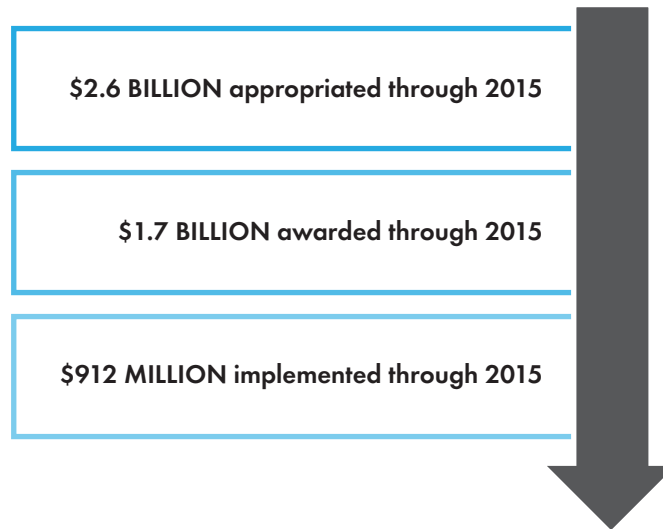 $2.6 BILLION appropriated through 2015
$1.7 BILLION awarded through 2015
$912 MILLION implemented through 2015